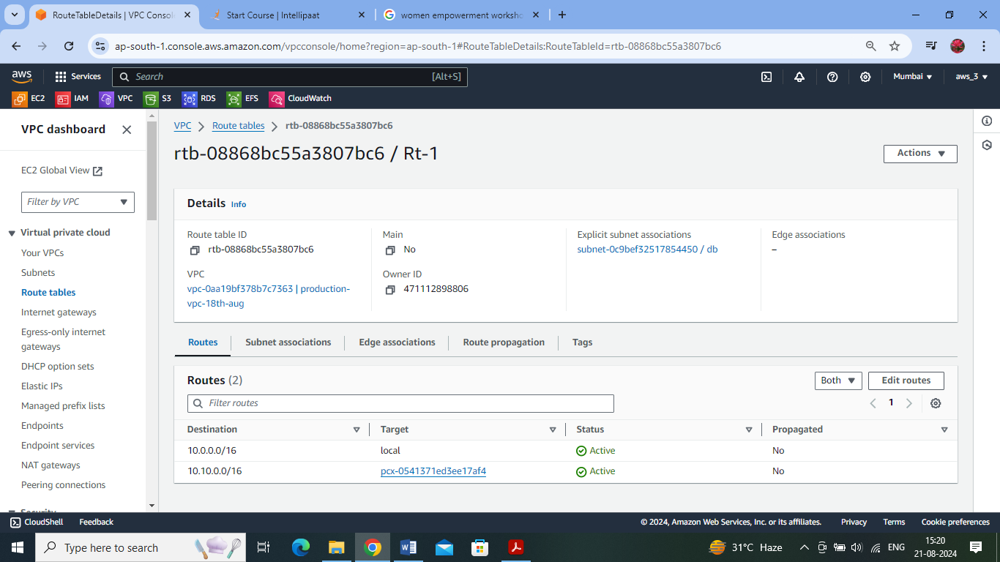 RouteTableDetails | VPC Consol
Start Course | Intellipaat
women empowerment worksho
ap-south-1.console.aws.amazon.com/vpcconsole/home?region=ap-south-1#RouteTableDetails:RouteTableId=rtb-08868bc55a3807bc6
aws
Services
Search
[Alt+S]
Mumbai
aws_3
EC2
IAM
VPC
S3
RDS
EFS
CloudWatch
VPC dashboard
EC2 Global View
Filter by VPC
Virtual private cloud
Your VPCs
Subnets
Route tables
Internet gateways
Egress-only internet
gateways
DHCP option sets
Elastic IPs
Managed prefix lists
Endpoints
Endpoint services
NAT gateways
Peering connections
Security
VPC
Route tables
rtb-08868bc55a3807bc6
rtb-08868bc55a3807bc6 / Rt-1
Actions
Details Info
Route table ID
rtb-08868bc55a3807bc6
Main
No
Explicit subnet associations
subnet-0c9bef32517854450 / db
Edge associations
–
VPC
vpc-0aa19bf378b7c7363 | production-
vpc-18th-aug
Owner ID
471112898806
Routes
Subnet associations
Edge associations
Route propagation
Tags
Routes (2)
Both
Edit routes
Filter routes
1
Destination Target Status Propagated
10.0.0.0/16 local Active No
10.10.0.0/16 pcx-0541371ed3ee17af4 Active No
CloudShell
Feedback
© 2024, Amazon Web Services, Inc. or its affiliates.
Privacy
Terms
Cookie preferences
Type here to search
31°C Haze
ENG
15:20
21-08-2024